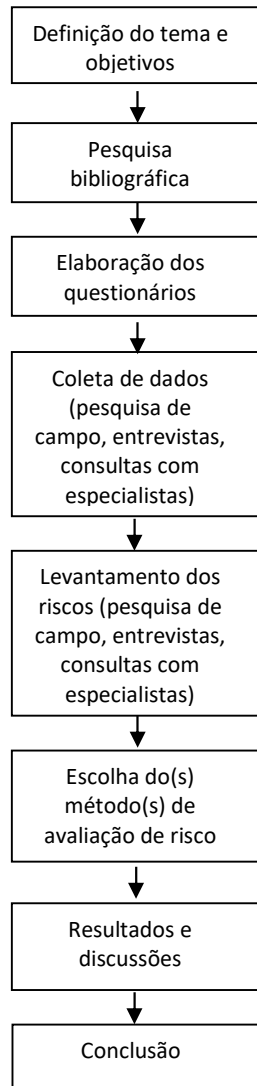 Definição do tema e
objetivos
Pesquisa
bibliográfica
Elaboração dos
questionários
Coleta de dados
(pesquisa de
campo, entrevistas,
consultas com
especialistas)
Levantamento dos
riscos (pesquisa de
campo, entrevistas,
consultas com
especialistas)
Escolha do(s)
método(s) de
avaliação de risco
Resultados e
discussões
Conclusão